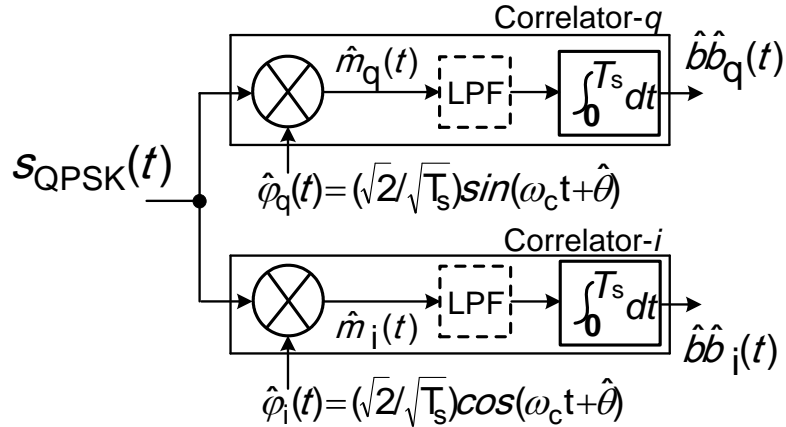 Correlator-q
m̂q(t)
LPF
∫₀Ts dt
b̂b̂q(t)
sQPSK(t)
φ̂q(t)=(√2/√Ts)sin(ωct+θ̂)
Correlator-i
m̂i(t)
LPF
∫₀Ts dt
b̂b̂i(t)
φ̂i(t)=(√2/√Ts)cos(ωct+θ̂)